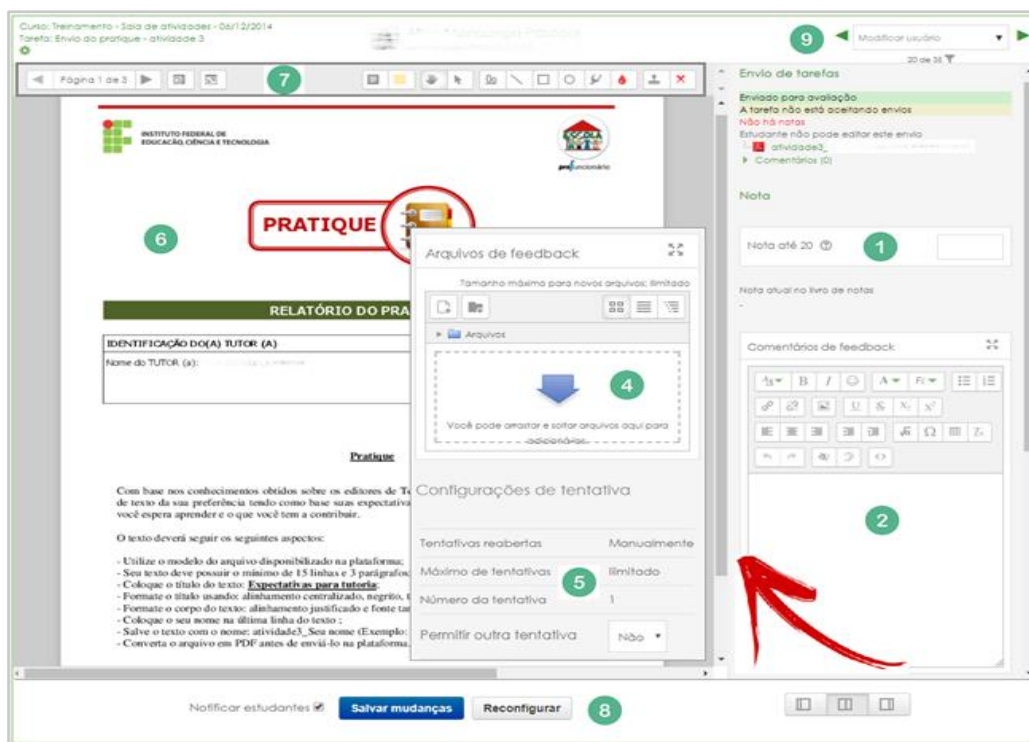 Curso: Treinamento - Sala de atividades - 06/12/2014
Tarefa: Envio do pratique - atividade 3
9
Modificar usuário
20 de 35
Página 1 de 3
7
INSTITUTO FEDERAL DE
EDUCAÇÃO, CIÊNCIA E TECNOLOGIA
ESCOLA
profuncionário
6
PRATIQUE
RELATÓRIO DO PRA
IDENTIFICAÇÃO DO(A) TUTOR (A)
Nome do TUTOR (a):
Pratique
Com base nos conhecimentos obtidos sobre os editores de Te
de texto da sua preferência tendo como base suas expectativa
você espera aprender e o que você tem a contribuir.
O texto deverá seguir os seguintes aspectos:
- Utilize o modelo do arquivo disponibilizado na plataforma;
- Seu texto deve possuir o mínimo de 15 linhas e 3 parágrafos;
- Coloque o título do texto: Expectativas para tutoria;
- Formate o título usando: alinhamento centralizado, negrito, t
- Formate o corpo do texto: alinhamento justificado e fonte tar
- Coloque o seu nome na última linha do texto ;
- Salve o texto com o nome: atividade3_Seu nome (Exemplo:
- Converta o arquivo em PDF antes de enviá-lo na plataforma.
Arquivos de feedback
Tamanho máximo para novos arquivos: Ilimitado
Arquivos
4
Você pode arrastar e soltar arquivos aqui para
adicioná-los.
Configurações de tentativa
Tentativas reabertas Manualmente
Máximo de tentativas Ilimitado
5
Número da tentativa 1
Permitir outra tentativa Não
Envio de tarefas
Enviado para avaliação
A tarefa não está aceitando envios
Não há notas
Estudante não pode editar este envio
atividade3_
Comentários (0)
Nota
Nota até 20
1
Nota atual no livro de notas
-
Comentários de feedback
2
Notificar estudantes Salvar mudanças Reconfigurar
8